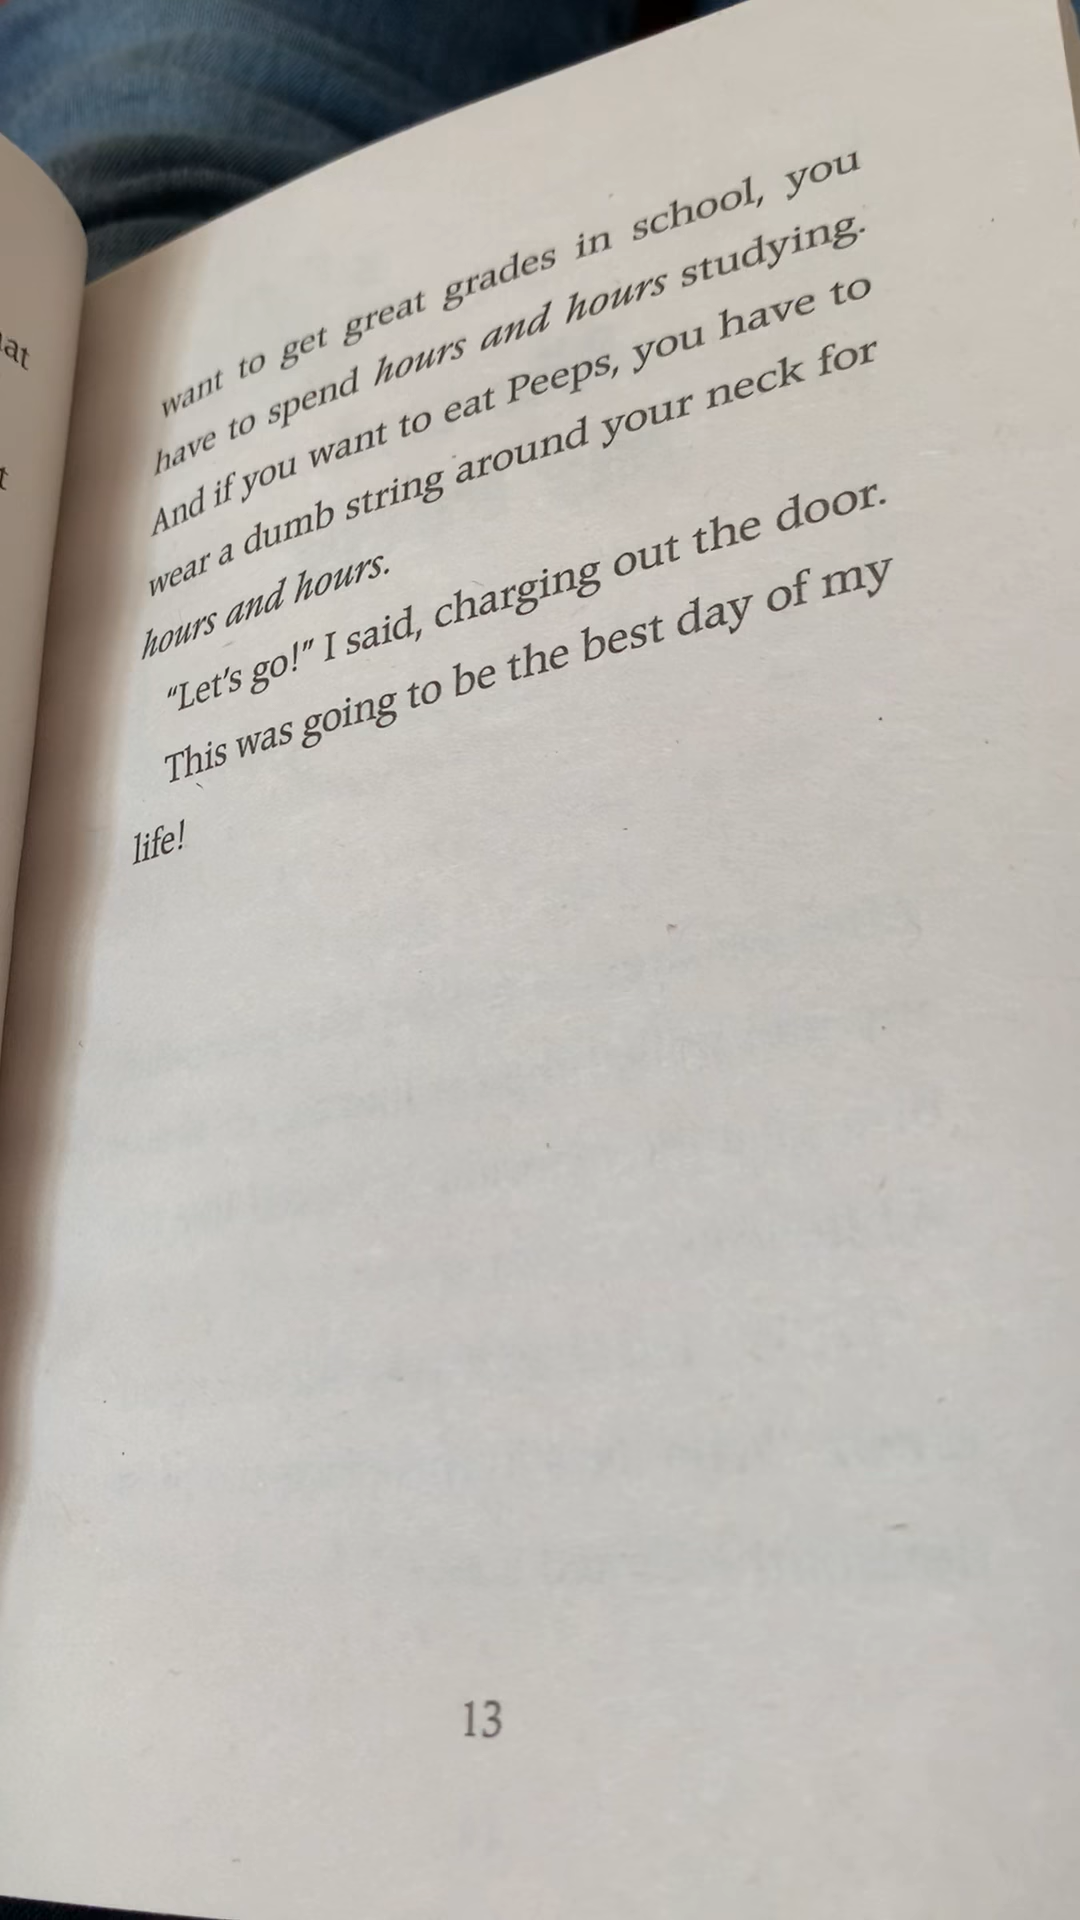 want to get great grades in school, you
have to spend hours and hours studying.
And if you want to eat Peeps, you have to
wear a dumb string around your neck for
hours and hours.
“Let’s go!” I said, charging out the door.
This was going to be the best day of my
life!
13